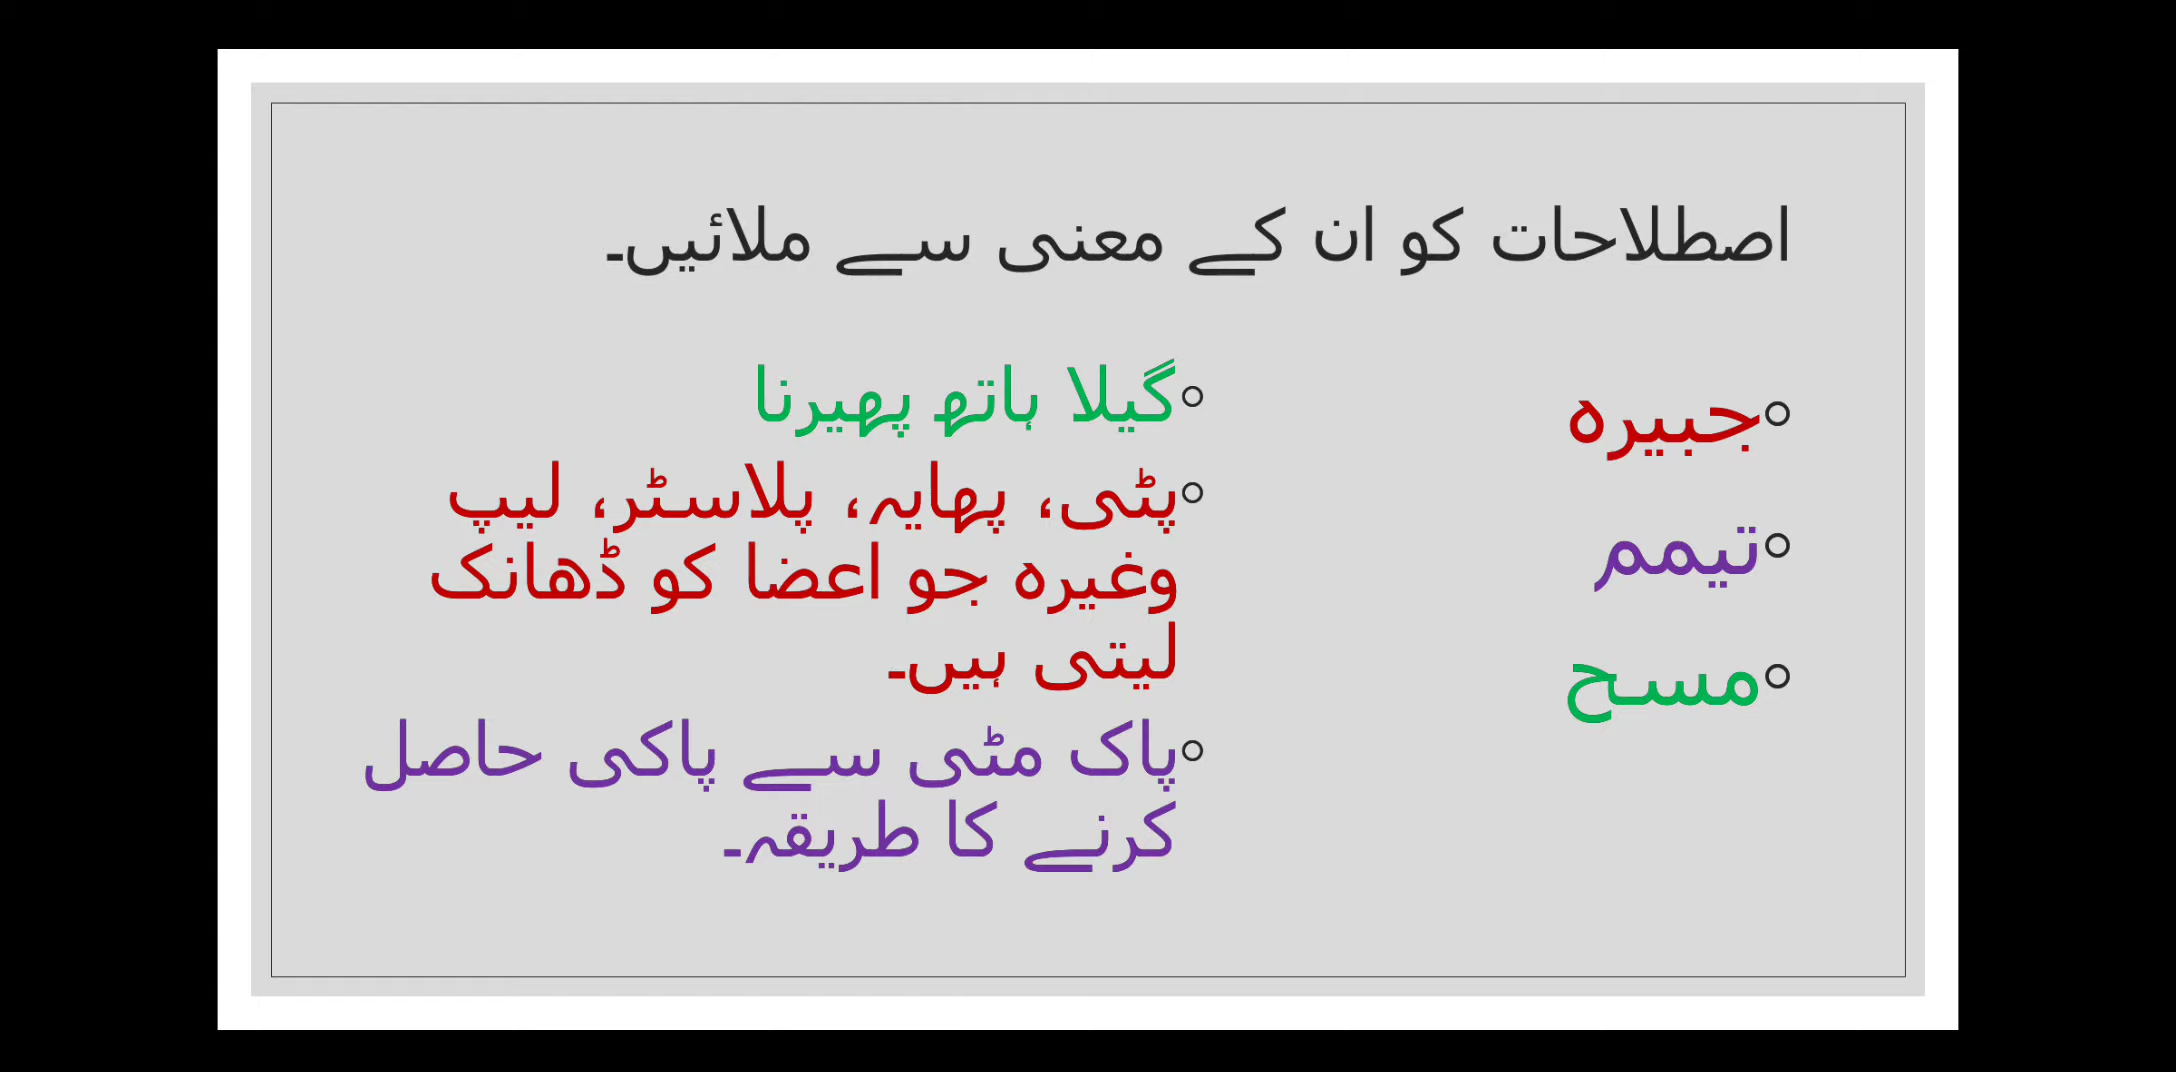 اصطلاحات کو ان کے معنی سے ملائیں۔
جبیرہ
تیمم
مسح
گیلا ہاتھ پھیرنا
پٹی، پھایہ، پلاسٹر، لیپ
وغیرہ جو اعضا کو ڈھانک
لیتی ہیں۔
پاک مٹی سے پاکی حاصل
کرنے کا طریقہ۔